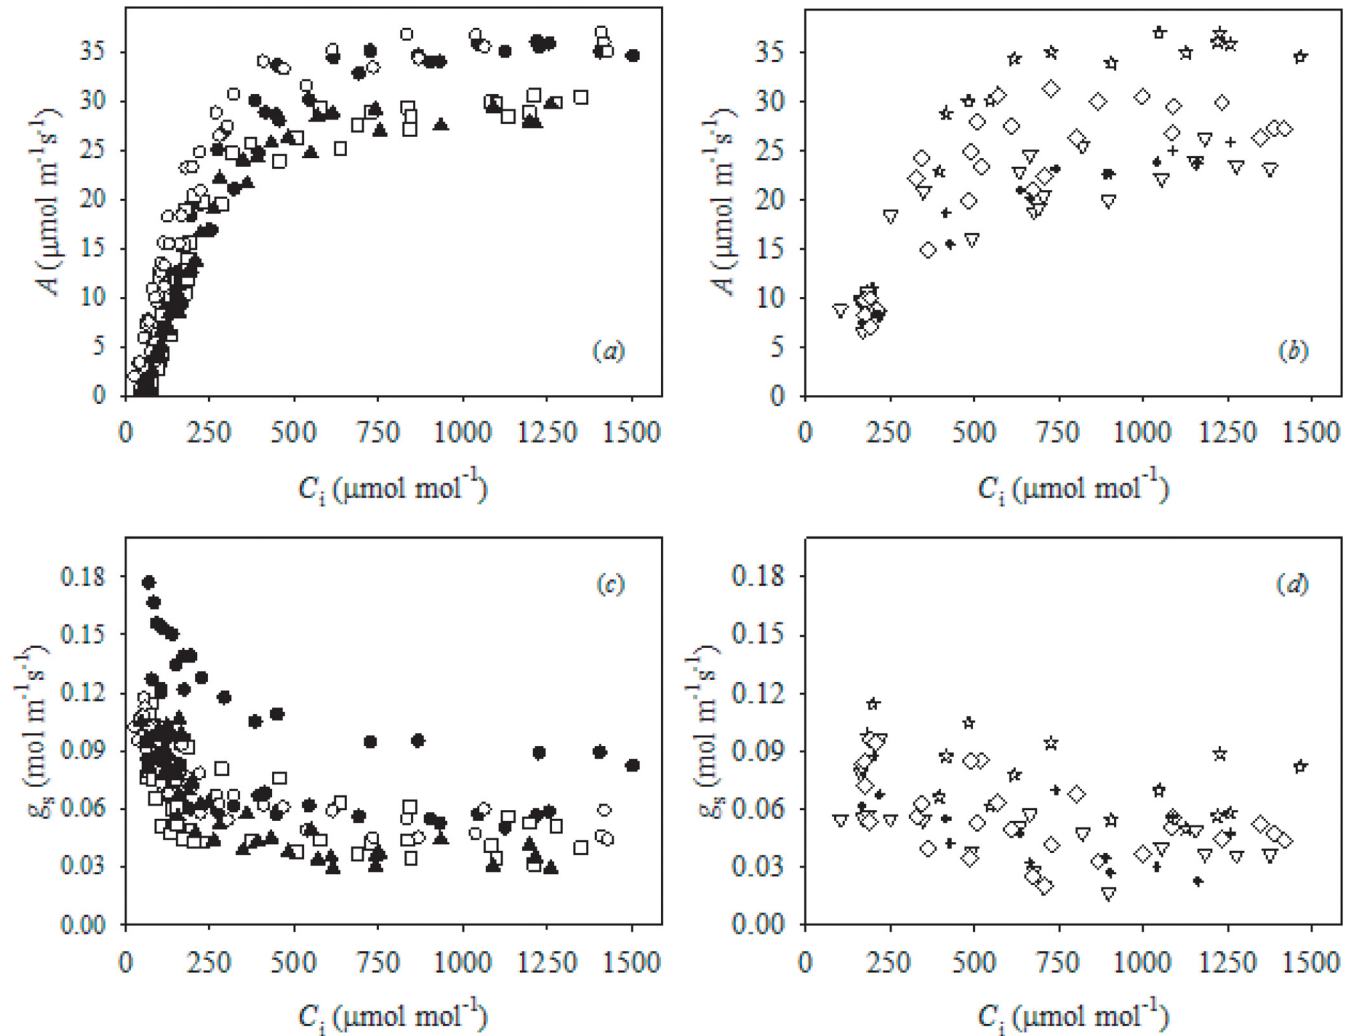 35
30
25
20
15
10
5
0
A (μmol m⁻¹s⁻¹)
(a)
0 250 500 750 1000 1250 1500
Cᵢ (μmol mol⁻¹)
35
30
25
20
15
10
5
0
A (μmol m⁻¹s⁻¹)
(b)
0 250 500 750 1000 1250 1500
Cᵢ (μmol mol⁻¹)
0.18
0.15
0.12
0.09
0.06
0.03
0.00
gₛ (mol m⁻¹s⁻¹)
(c)
0 250 500 750 1000 1250 1500
Cᵢ (μmol mol⁻¹)
0.18
0.15
0.12
0.09
0.06
0.03
0.00
gₛ (mol m⁻¹s⁻¹)
(d)
0 250 500 750 1000 1250 1500
Cᵢ (μmol mol⁻¹)